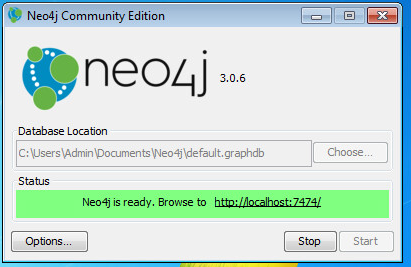 Neo4j Community Edition
neo4j 3.0.6
Database Location
C:\Users\Admin\Documents\Neo4j\default.graphdb Choose...
Status
Neo4j is ready. Browse to http://localhost:7474/
Options... Stop Start